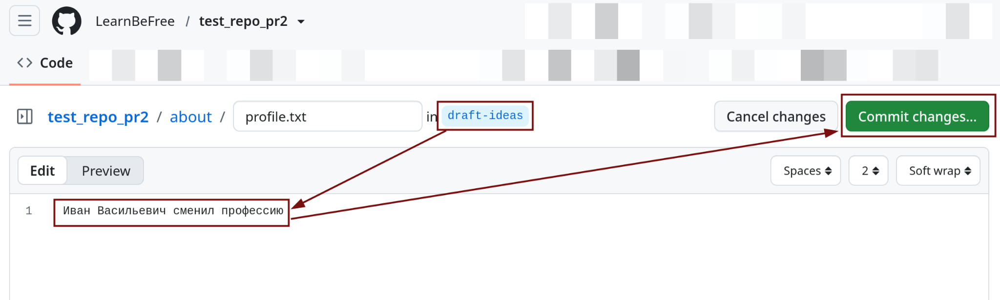 LearnBeFree / test_repo_pr2
<> Code
test_repo_pr2 / about / profile.txt in draft-ideas Cancel changes Commit changes...
Edit Preview Spaces 2 Soft wrap
1 Иван Васильевич сменил профессию